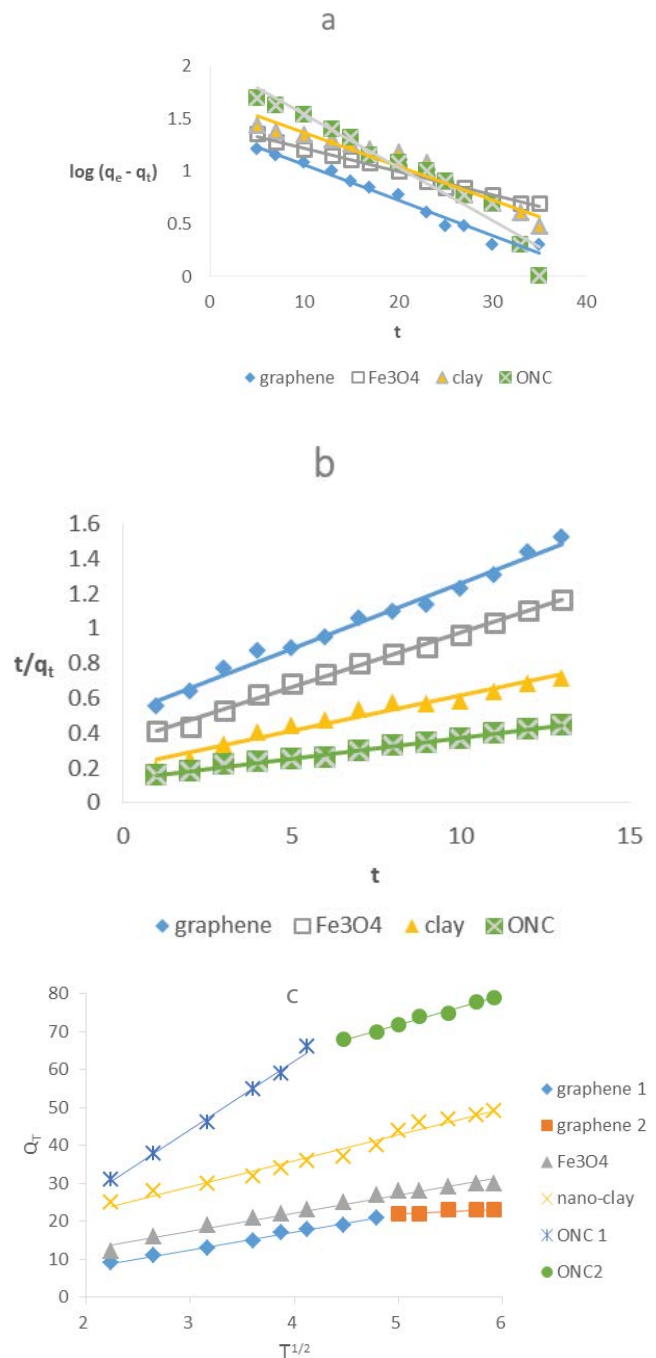 a
2
1.5
log (qe - qt)
1
0.5
0
0 10 20 30 40
t
graphene Fe3O4 clay ONC
b
1.6
1.4
1.2
1
t/qt
0.8
0.6
0.4
0.2
0
0 5 10 15
t
graphene Fe3O4 clay ONC
c
80
70
60
50
QT
40
30
20
10
0
2 3 4 5 6
T1/2
graphene 1
graphene 2
Fe3O4
nano-clay
ONC 1
ONC2